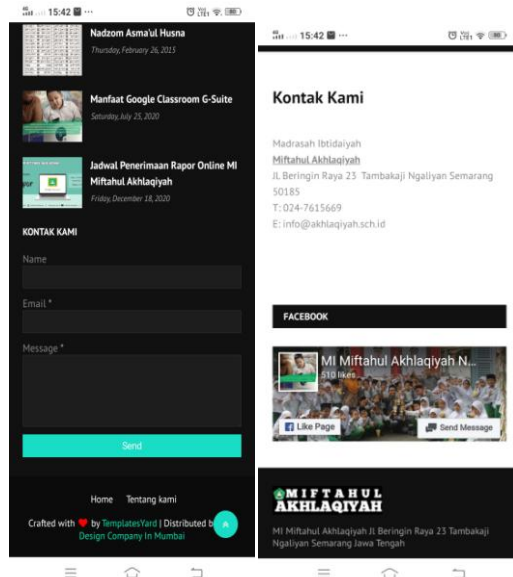 15:42
Nadzom Asma'ul Husna
Thursday, February 26, 2015
Manfaat Google Classroom G-Suite
Saturday, July 25, 2020
Jadwal Penerimaan Rapor Online MI
Miftahul Akhlaqiyah
Friday, December 18, 2020
KONTAK KAMI
Name
Email *
Message *
Send
Home Tentang kami
Crafted with ❤ by TemplatesYard | Distributed
Design Company In Mumbai
15:42
Kontak Kami
Madrasah Ibtidaiyah
Miftahul Akhlaqiyah
Jl. Beringin Raya 23 Tambakaji Ngaliyan Semarang
50185
T: 024-7615669
E: info@akhlaqiyah.sch.id
FACEBOOK
MI Miftahul Akhlaqiyah N...
510 likes
Like Page
Send Message
MIFTAHUL
AKHLAQIYAH
MI Miftahul Akhlaqiyah Jl Beringin Raya 23 Tambakaji
Ngaliyan Semarang Jawa Tengah